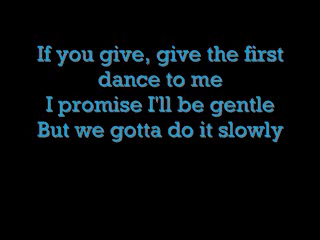 If you give, give the first
dance to me
I promise I'll be gentle
But we gotta do it slowly